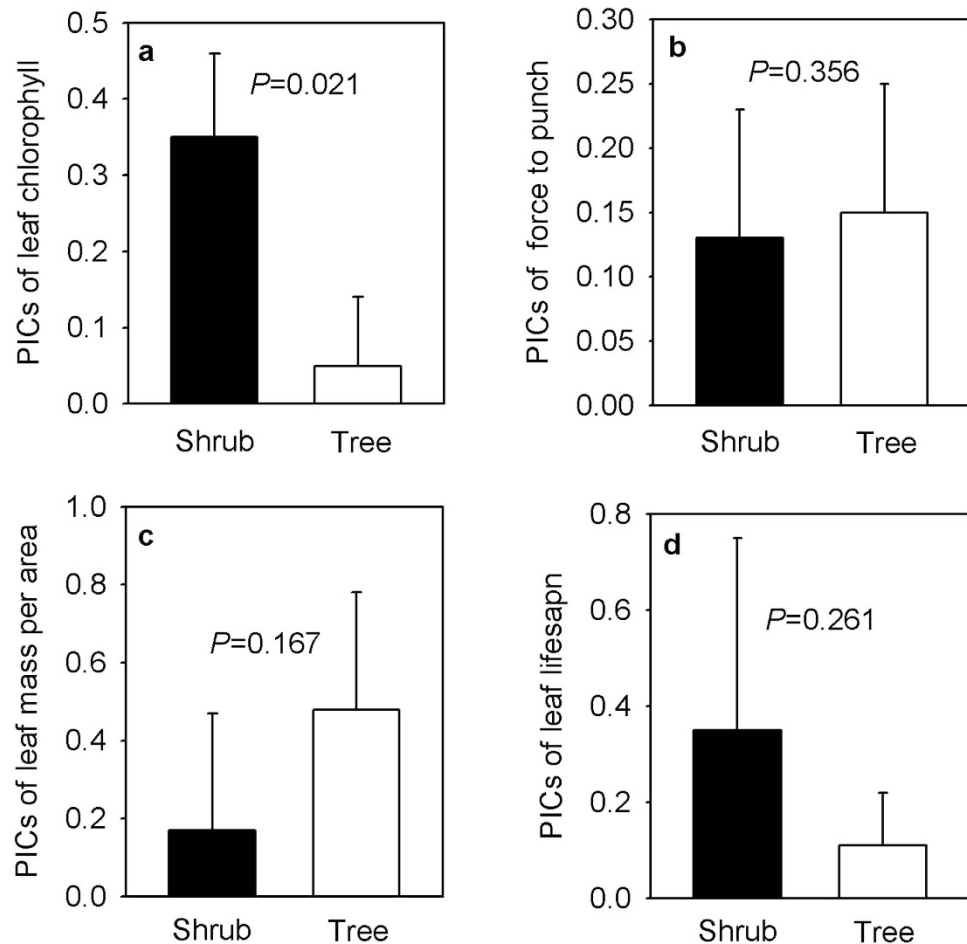 a
P=0.021
PICs of leaf chlorophyll
0.5
0.4
0.3
0.2
0.1
0.0
Shrub Tree
b
P=0.356
PICs of force to punch
0.30
0.25
0.20
0.15
0.10
0.05
0.00
Shrub Tree
c
P=0.167
PICs of leaf mass per area
1.0
0.8
0.6
0.4
0.2
0.0
Shrub Tree
d
P=0.261
PICs of leaf lifesapn
0.8
0.6
0.4
0.2
0.0
Shrub Tree